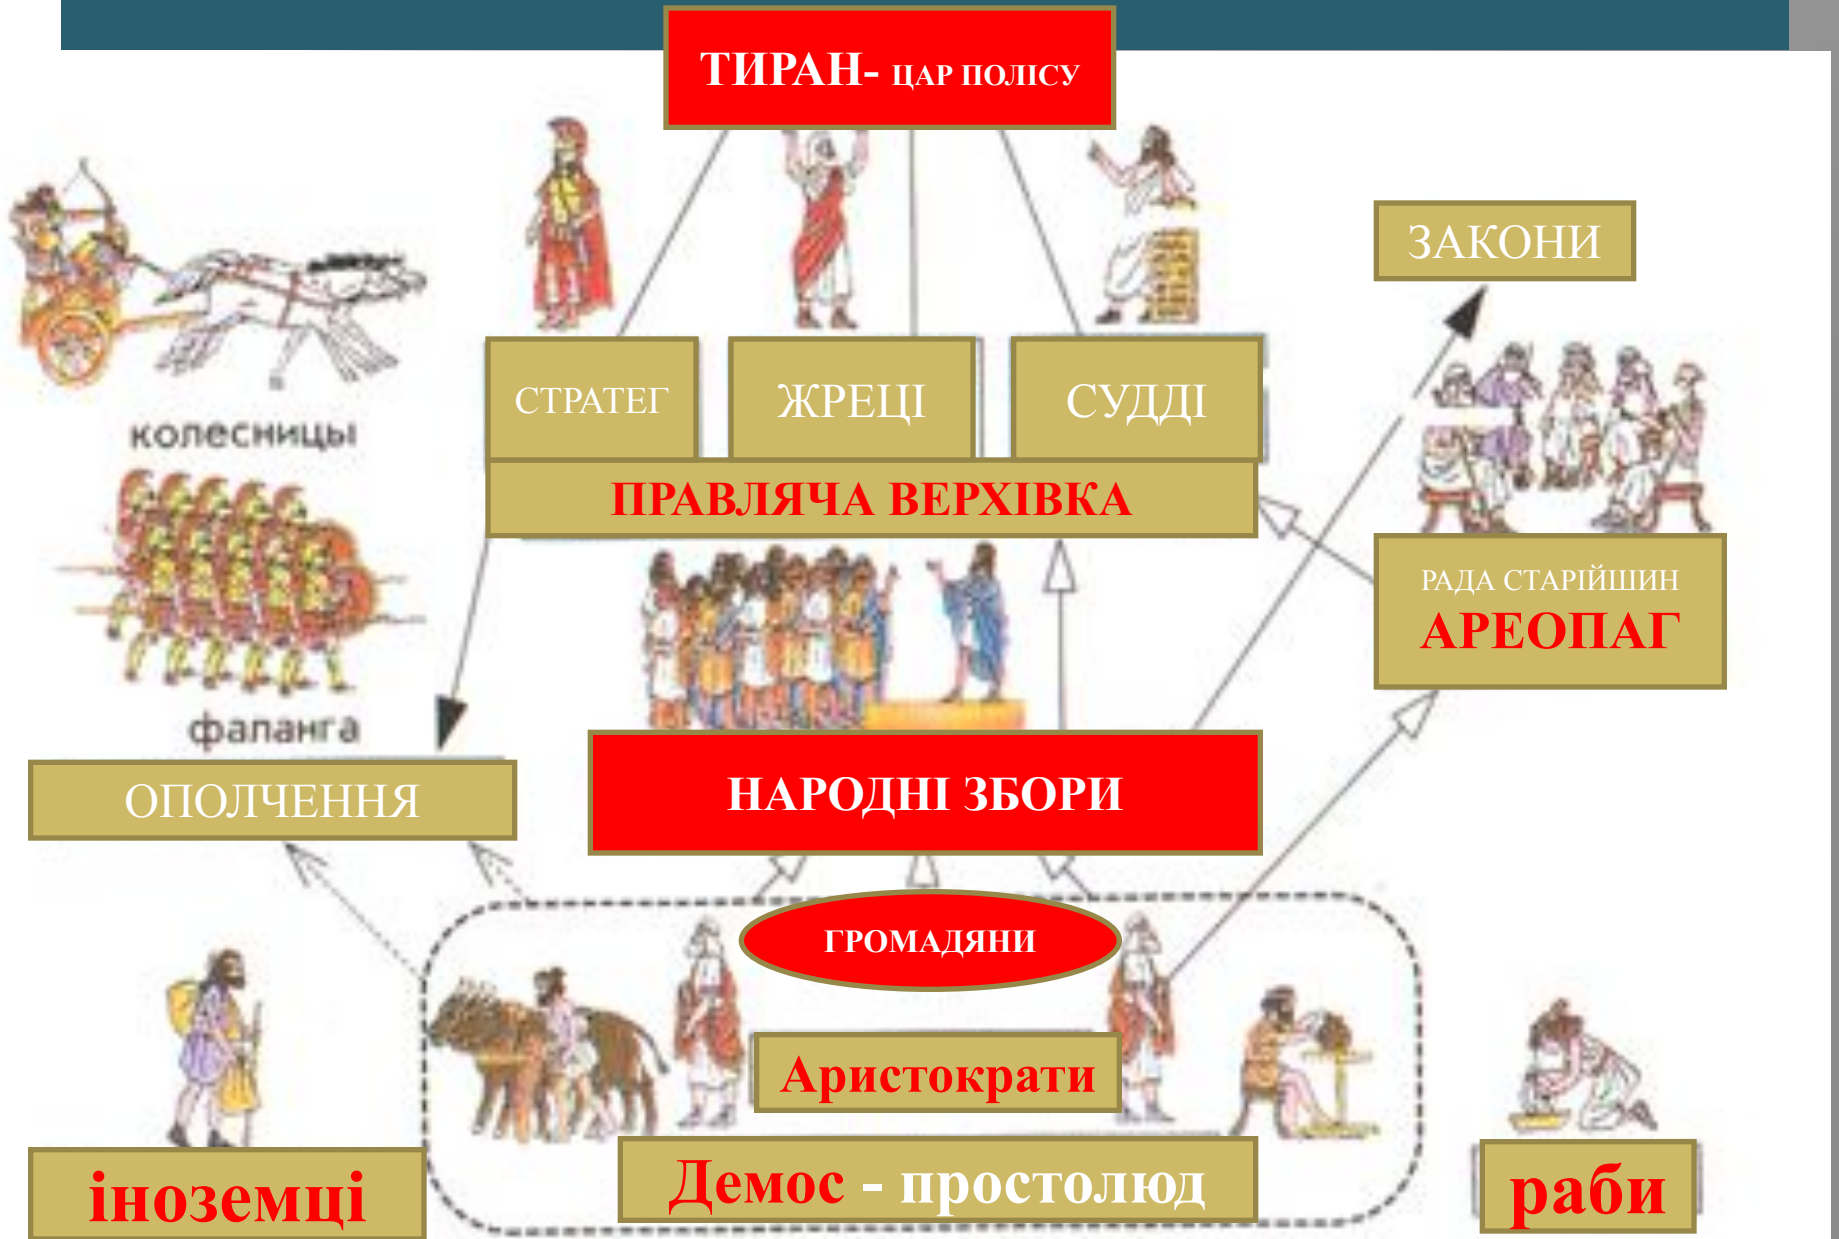 ТИРАН- ЦАР ПОЛІСУ
ЗАКОНИ
СТРАТЕГ
ЖРЕЦІ
СУДДІ
колесницы
ПРАВЛЯЧА ВЕРХІВКА
РАДА СТАРІЙШИН
АРЕОПАГ
фаланга
ОПОЛЧЕННЯ
НАРОДНІ ЗБОРИ
ГРОМАДЯНИ
Аристократи
Демос - простолюд
іноземці
раби